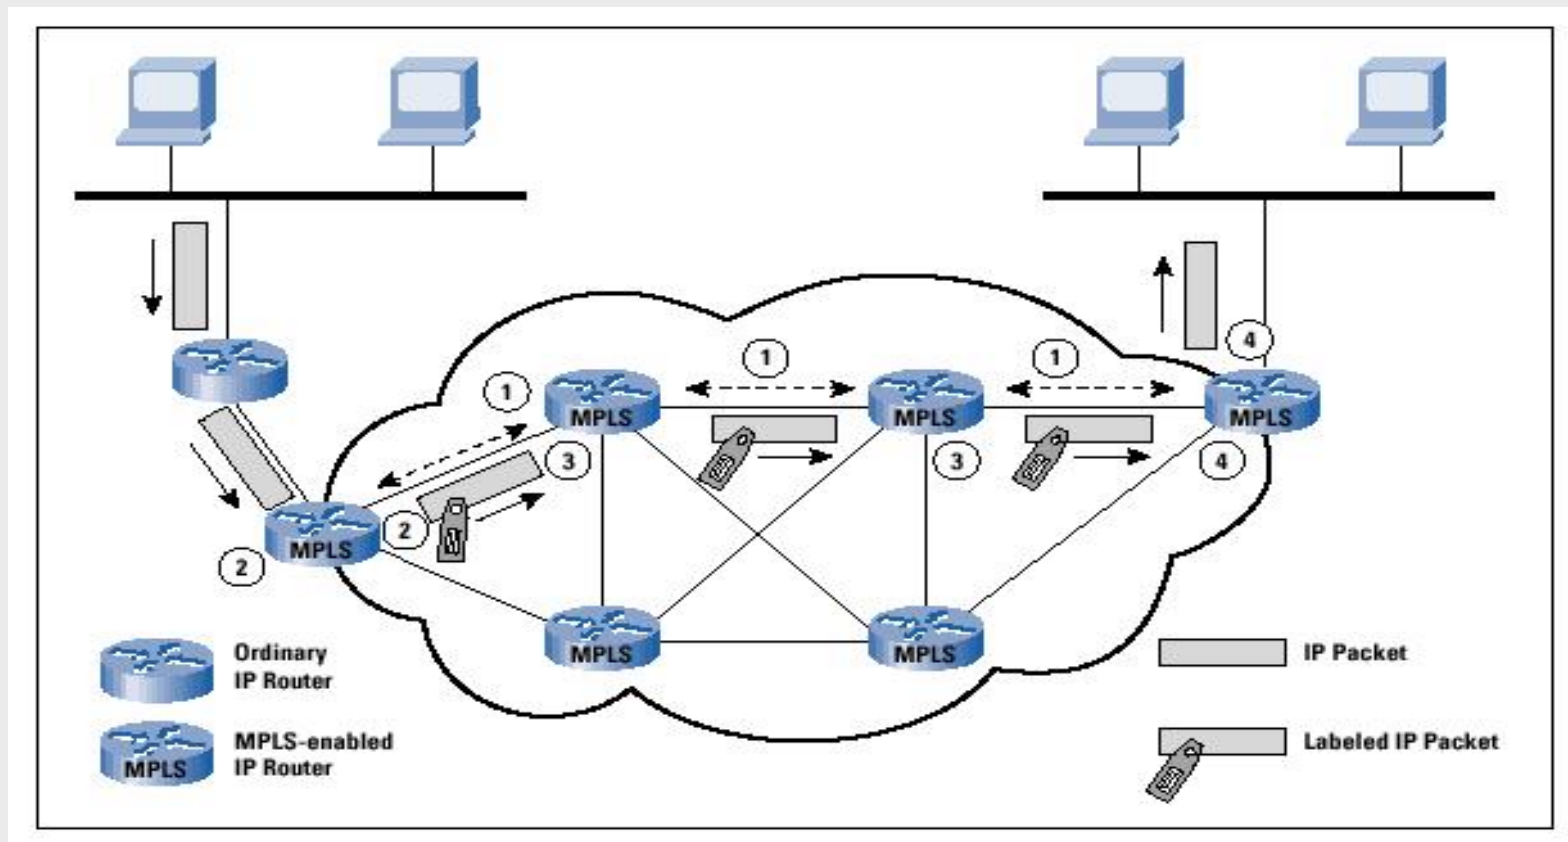 4
1
1
1
MPLS
MPLS
MPLS
3
3
4
2
MPLS
2
MPLS
MPLS
Ordinary
IP Router
IP Packet
MPLS-enabled
IP Router
MPLS
Labeled IP Packet